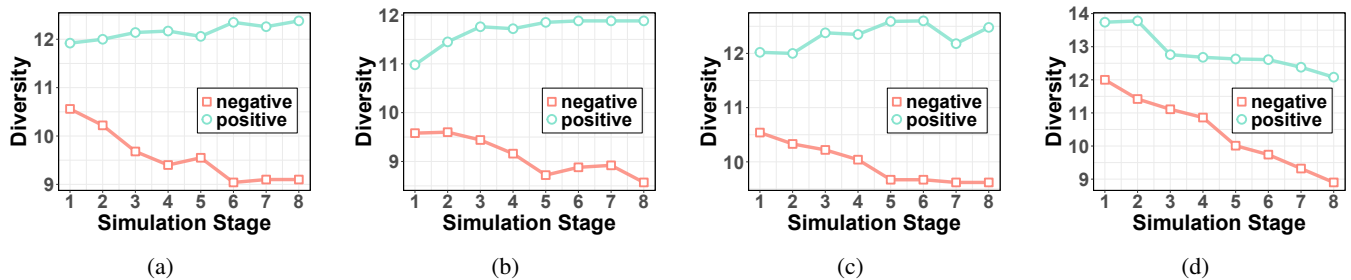 Diversity
12
11
10
9
negative
positive
1 2 3 4 5 6 7 8
Simulation Stage
(a)
Diversity
12
11
10
9
negative
positive
1 2 3 4 5 6 7 8
Simulation Stage
(b)
Diversity
12
11
10
negative
positive
1 2 3 4 5 6 7 8
Simulation Stage
(c)
Diversity
14
13
12
11
10
9
negative
positive
1 2 3 4 5 6 7 8
Simulation Stage
(d)